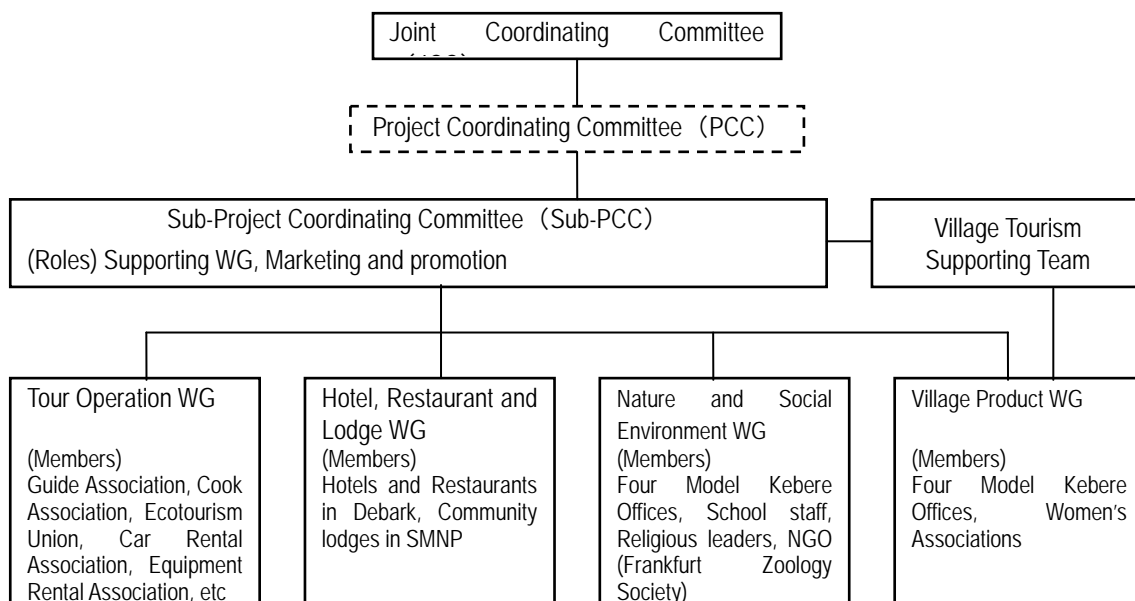 Joint Coordinating Committee
Project Coordinating Committee （PCC）
Sub-Project Coordinating Committee （Sub-PCC）
(Roles) Supporting WG, Marketing and promotion
Village Tourism
Supporting Team
Tour Operation WG
(Members)
Guide Association, Cook
Association, Ecotourism
Union, Car Rental
Association, Equipment
Rental Association, etc
Hotel, Restaurant and
Lodge WG
(Members)
Hotels and Restaurants
in Debark, Community
lodges in SMNP
Nature and Social
Environment WG
(Members)
Four Model Kebere
Offices, School staff,
Religious leaders, NGO
(Frankfurt Zoology
Society)
Village Product WG
(Members)
Four Model Kebere
Offices, Women's
Associations